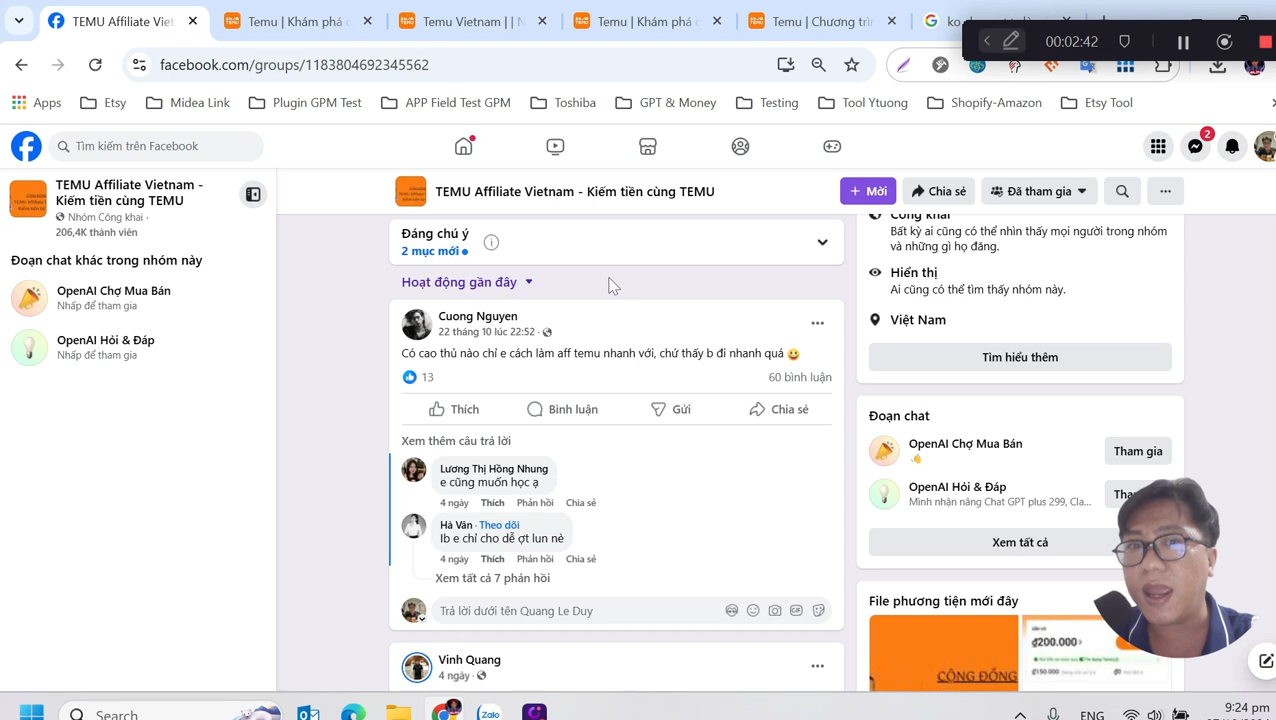 TEMU Affiliate Viet
Temu | Khám phá
Temu Vietnam | | N
Temu | Khám phá
Temu | Chương trìn
00:02:42
facebook.com/groups/1183804692345562
Apps
Etsy
Midea Link
Plugin GPM Test
APP Field Test GPM
Toshiba
GPT & Money
Testing
Tool Ytuong
Shopify-Amazon
Etsy Tool
Tìm kiếm trên Facebook
2
TEMU Affiliate Vietnam -
Kiếm tiền cùng TEMU
Nhóm Công khai ·
206,4K thành viên
Đoạn chat khác trong nhóm này
OpenAI Chợ Mua Bán
Nhấp để tham gia
OpenAI Hỏi & Đáp
Nhấp để tham gia
TEMU Affiliate Vietnam - Kiếm tiền cùng TEMU
+ Mời
Chia sẻ
Đã tham gia
Đáng chú ý
2 mục mới
Hoạt động gần đây
Cuong Nguyen
22 tháng 10 lúc 22:52 ·
Có cao thủ nào chỉ e cách làm aff temu nhanh với, chứ thấy b đi nhanh quá 😃
13
60 bình luận
Thích
Bình luận
Gửi
Chia sẻ
Xem thêm câu trả lời
Lương Thị Hồng Nhung
e cũng muốn học ạ
4 ngày Thích Phản hồi Chia sẻ
Hà Vân · Theo dõi
Ib e chỉ cho dễ ợt lun nè
4 ngày Thích Phản hồi Chia sẻ
Xem tất cả 7 phản hồi
Trả lời dưới tên Quang Le Duy
GIF
Vinh Quang
4 ngày ·
Công khai
Bất kỳ ai cũng có thể nhìn thấy mọi người trong nhóm
và những gì họ đăng.
Hiển thị
Ai cũng có thể tìm thấy nhóm này.
Việt Nam
Tìm hiểu thêm
Đoạn chat
OpenAI Chợ Mua Bán
Tham gia
OpenAI Hỏi & Đáp
Mình nhận nâng Chat GPT plus 299, Cla...
Tha
Xem tất cả
File phương tiện mới đây
CỘNG ĐỒNG
₫200.000
₫150.000
Search
ENG
9:24 pm